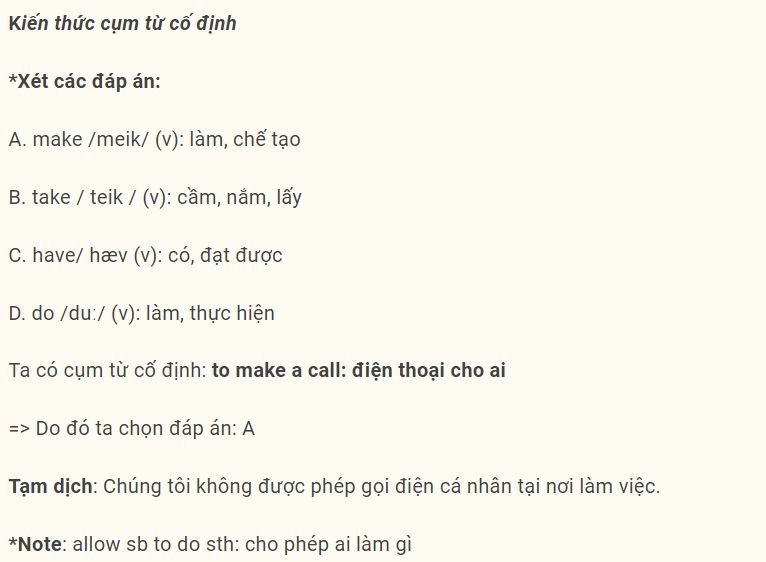 Kiến thức cụm từ cố định
*Xét các đáp án:
A. make /meik/ (v): làm, chế tạo
B. take / teik / (v): cầm, nắm, lấy
C. have/ hæv (v): có, đạt được
D. do /duː/ (v): làm, thực hiện
Ta có cụm từ cố định: to make a call: điện thoại cho ai
=> Do đó ta chọn đáp án: A
Tạm dịch: Chúng tôi không được phép gọi điện cá nhân tại nơi làm việc.
*Note: allow sb to do sth: cho phép ai làm gì